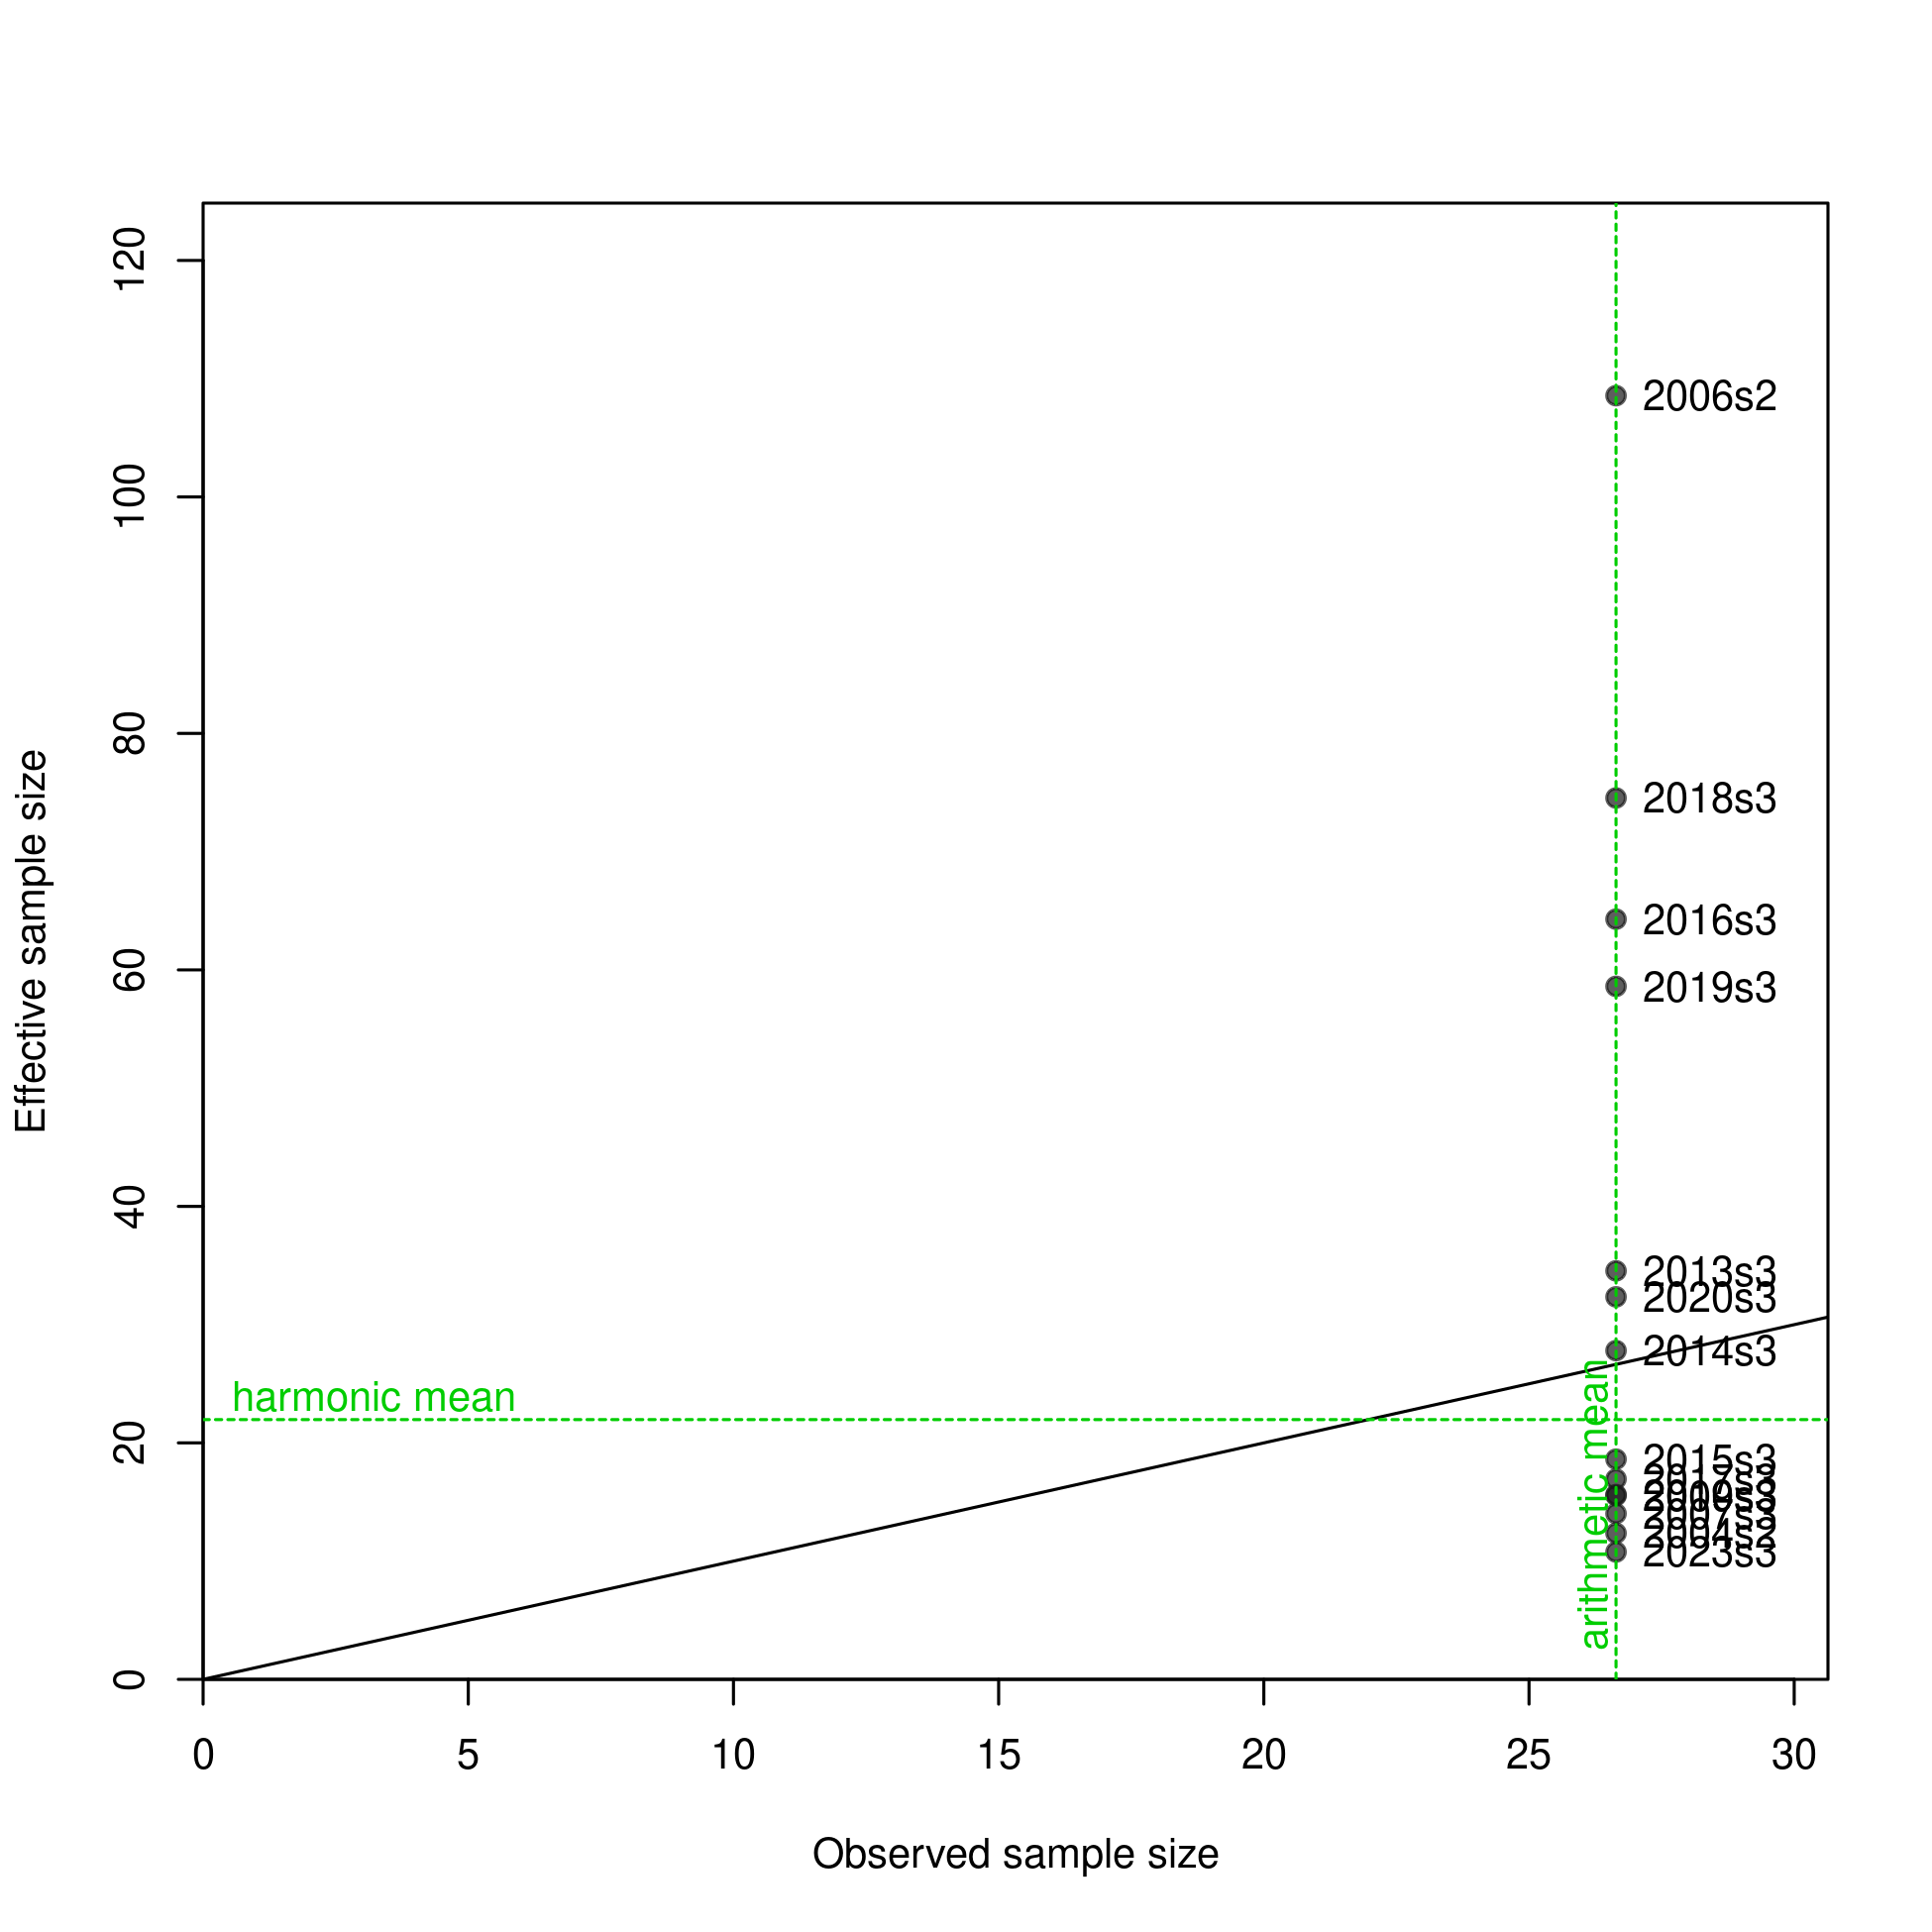 120
100
80
60
40
20
0
Effective sample size
2006s2
2018s3
2016s3
2019s3
2013s3
2020s3
2014s3
harmonic mean
arithmetic mean
2015s3
2023s3
0 5 10 15 20 25 30
Observed sample size